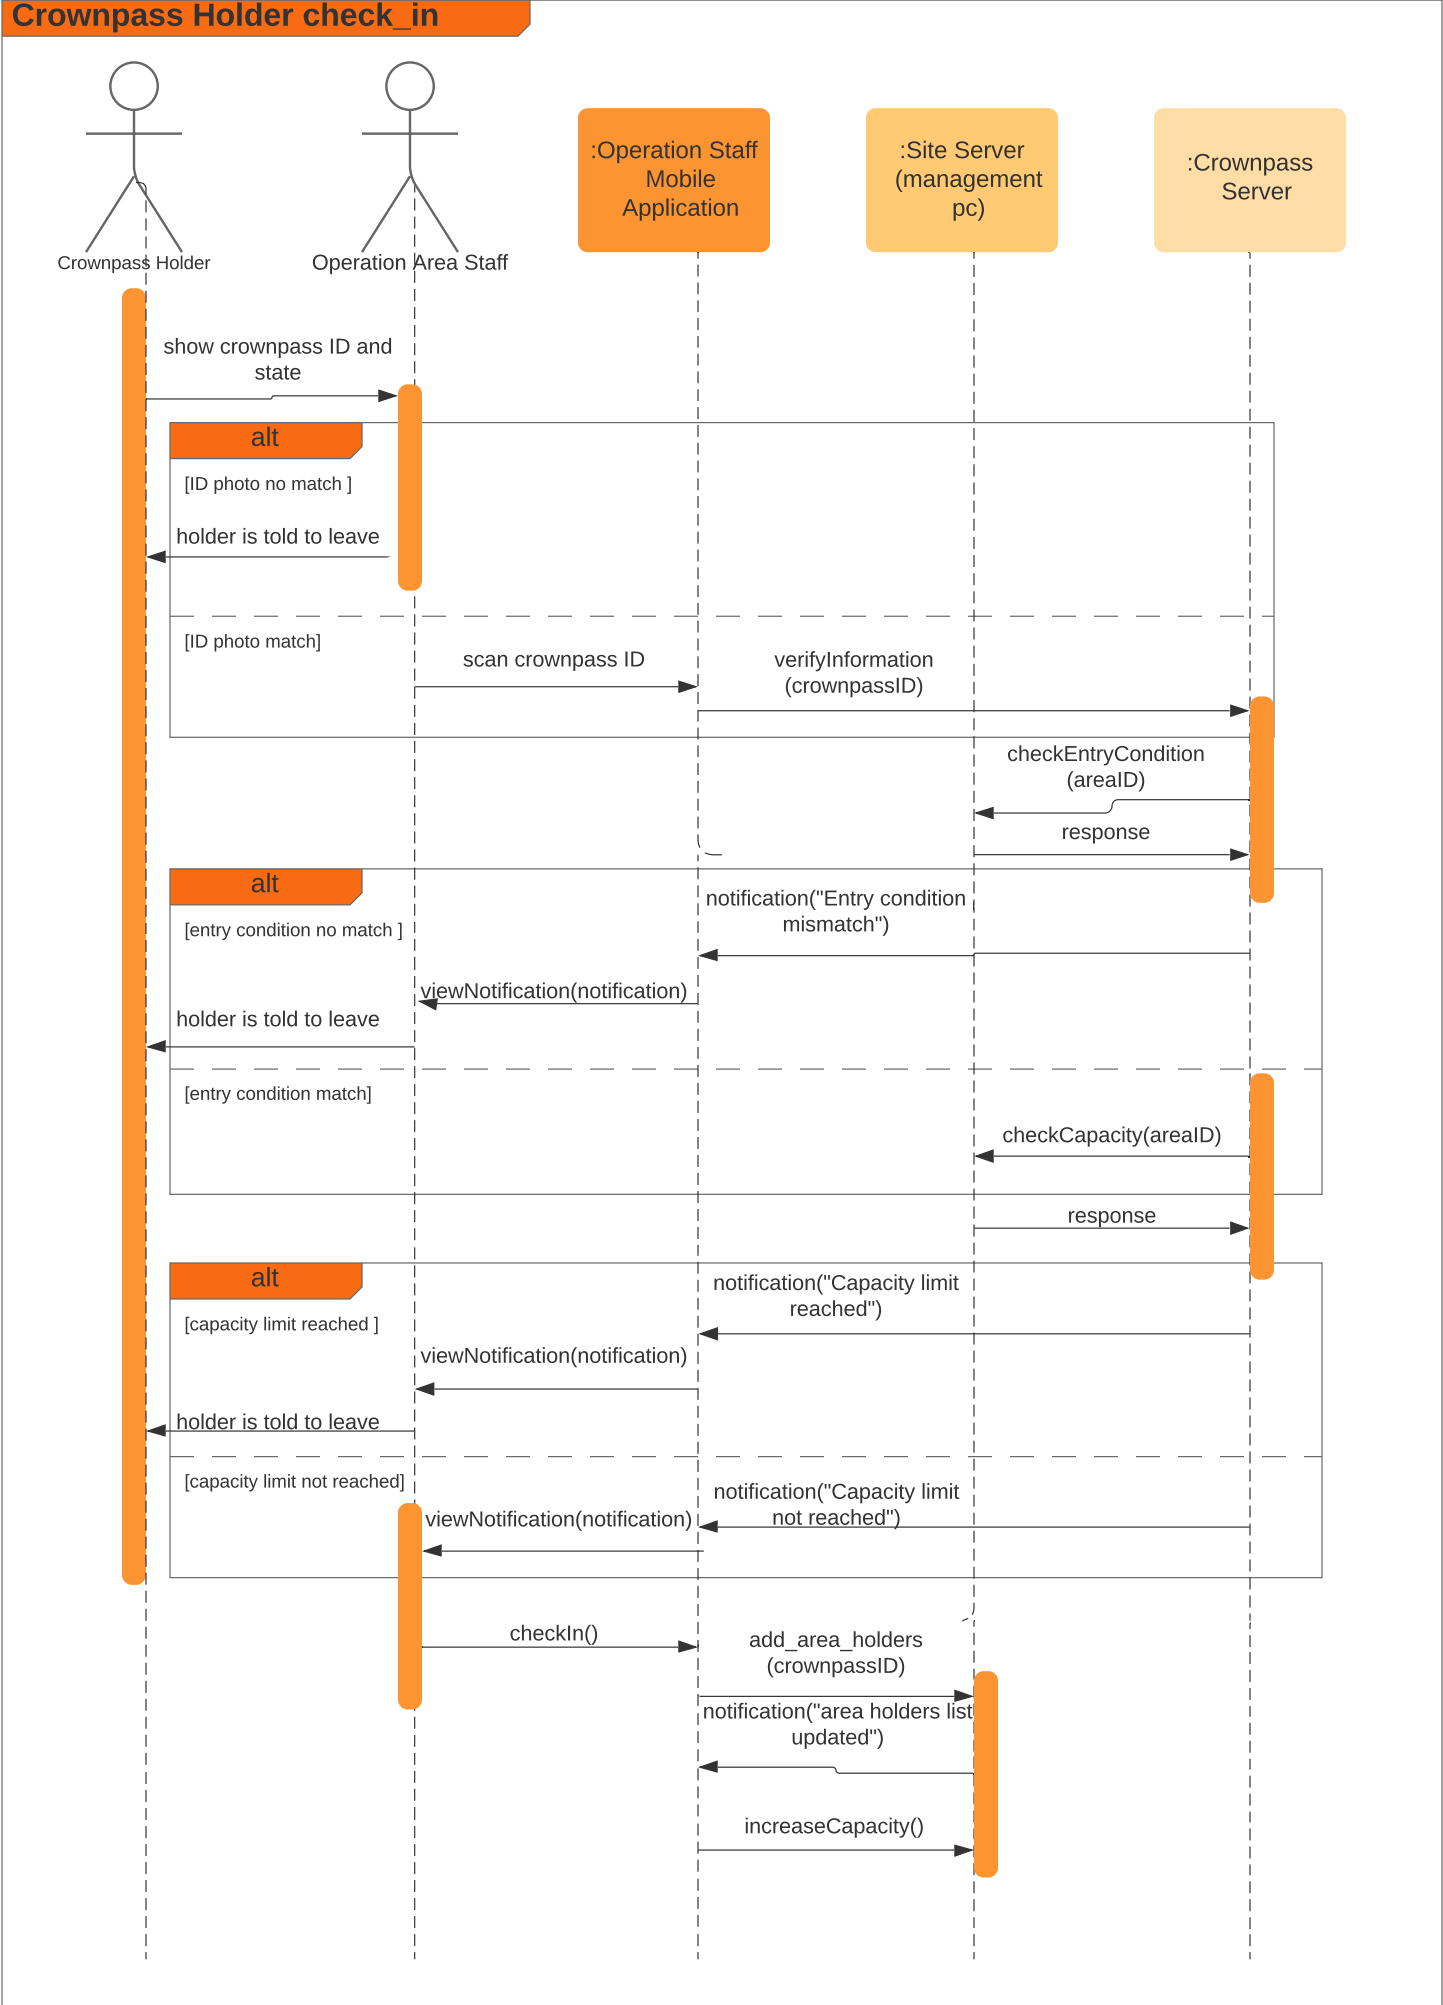 Crownpass Holder check_in
:Operation Staff
Mobile
Application
:Site Server
(management
pc)
:Crownpass
Server
Crownpass Holder
Operation Area Staff
show crownpass ID and
state
alt
[ID photo no match ]
holder is told to leave
[ID photo match]
scan crownpass ID
verifyInformation
(crownpassID)
checkEntryCondition
(areaID)
response
alt
notification("Entry condition
mismatch")
[entry condition no match ]
viewNotification(notification)
holder is told to leave
[entry condition match]
checkCapacity(areaID)
response
alt
notification("Capacity limit
reached")
[capacity limit reached ]
viewNotification(notification)
holder is told to leave
[capacity limit not reached]
notification("Capacity limit
not reached")
viewNotification(notification)
checkIn()
add_area_holders
(crownpassID)
notification("area holders list
updated")
increaseCapacity()